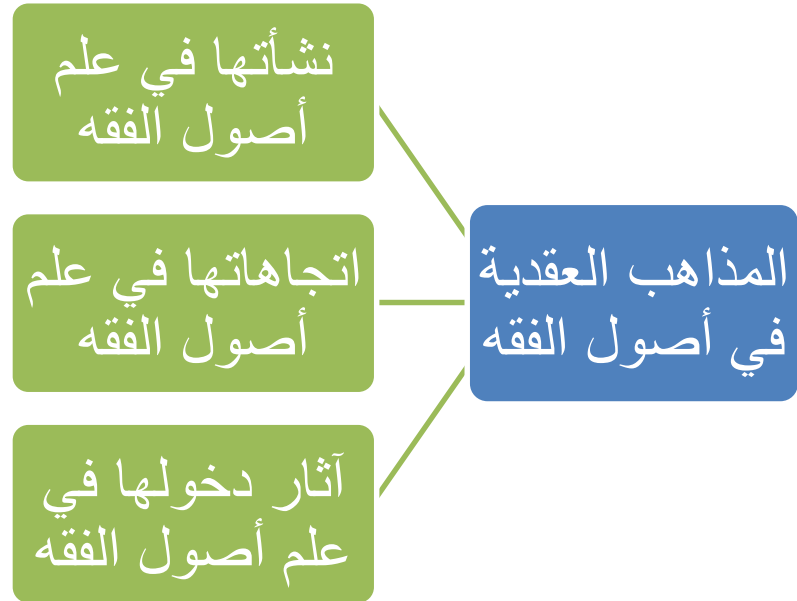 المذاهب العقدية
في أصول الفقه
نشأتها في علم
أصول الفقه
اتجاهاتها في علم
أصول الفقه
آثار دخولها في
علم أصول الفقه